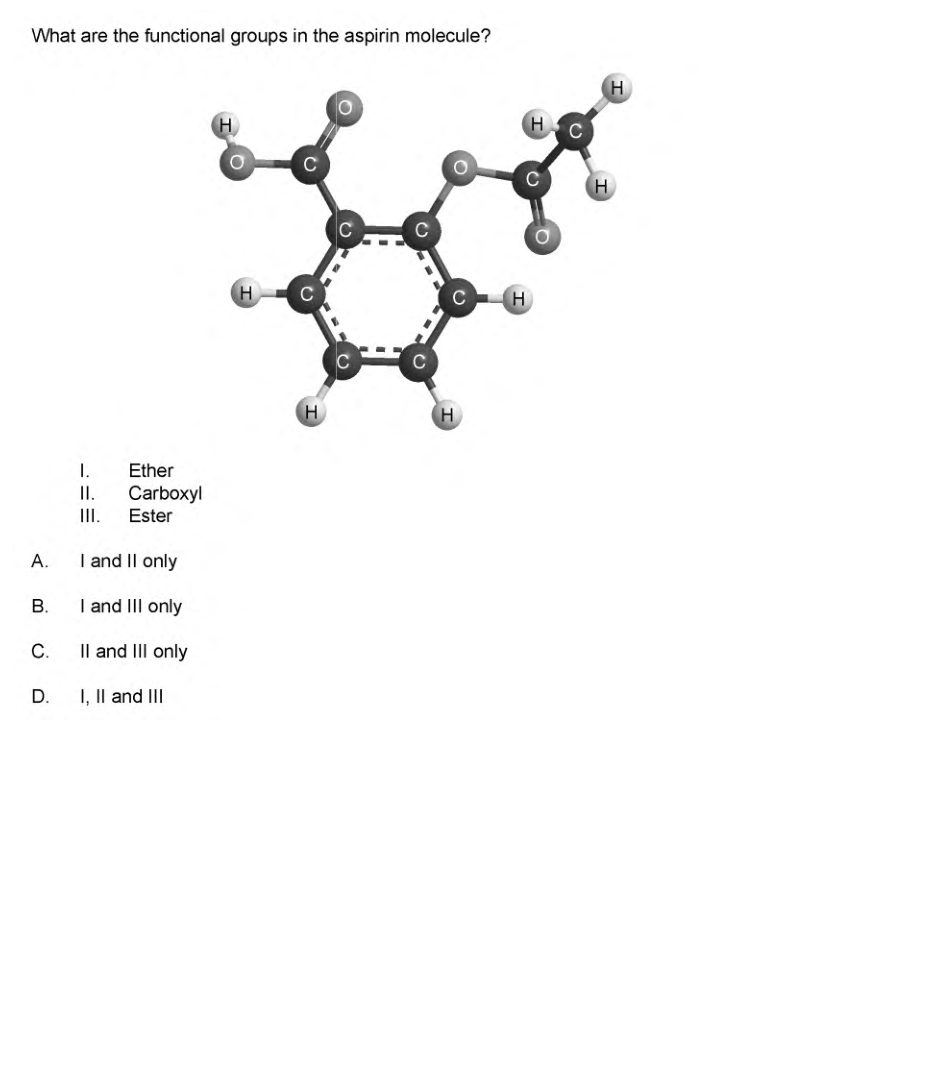 What are the functional groups in the aspirin molecule?
H
O
H
H C
H O C O C H
C C O
H C C H
C C
H H
I. Ether
II. Carboxyl
III. Ester
A. I and II only
B. I and III only
C. II and III only
D. I, II and III